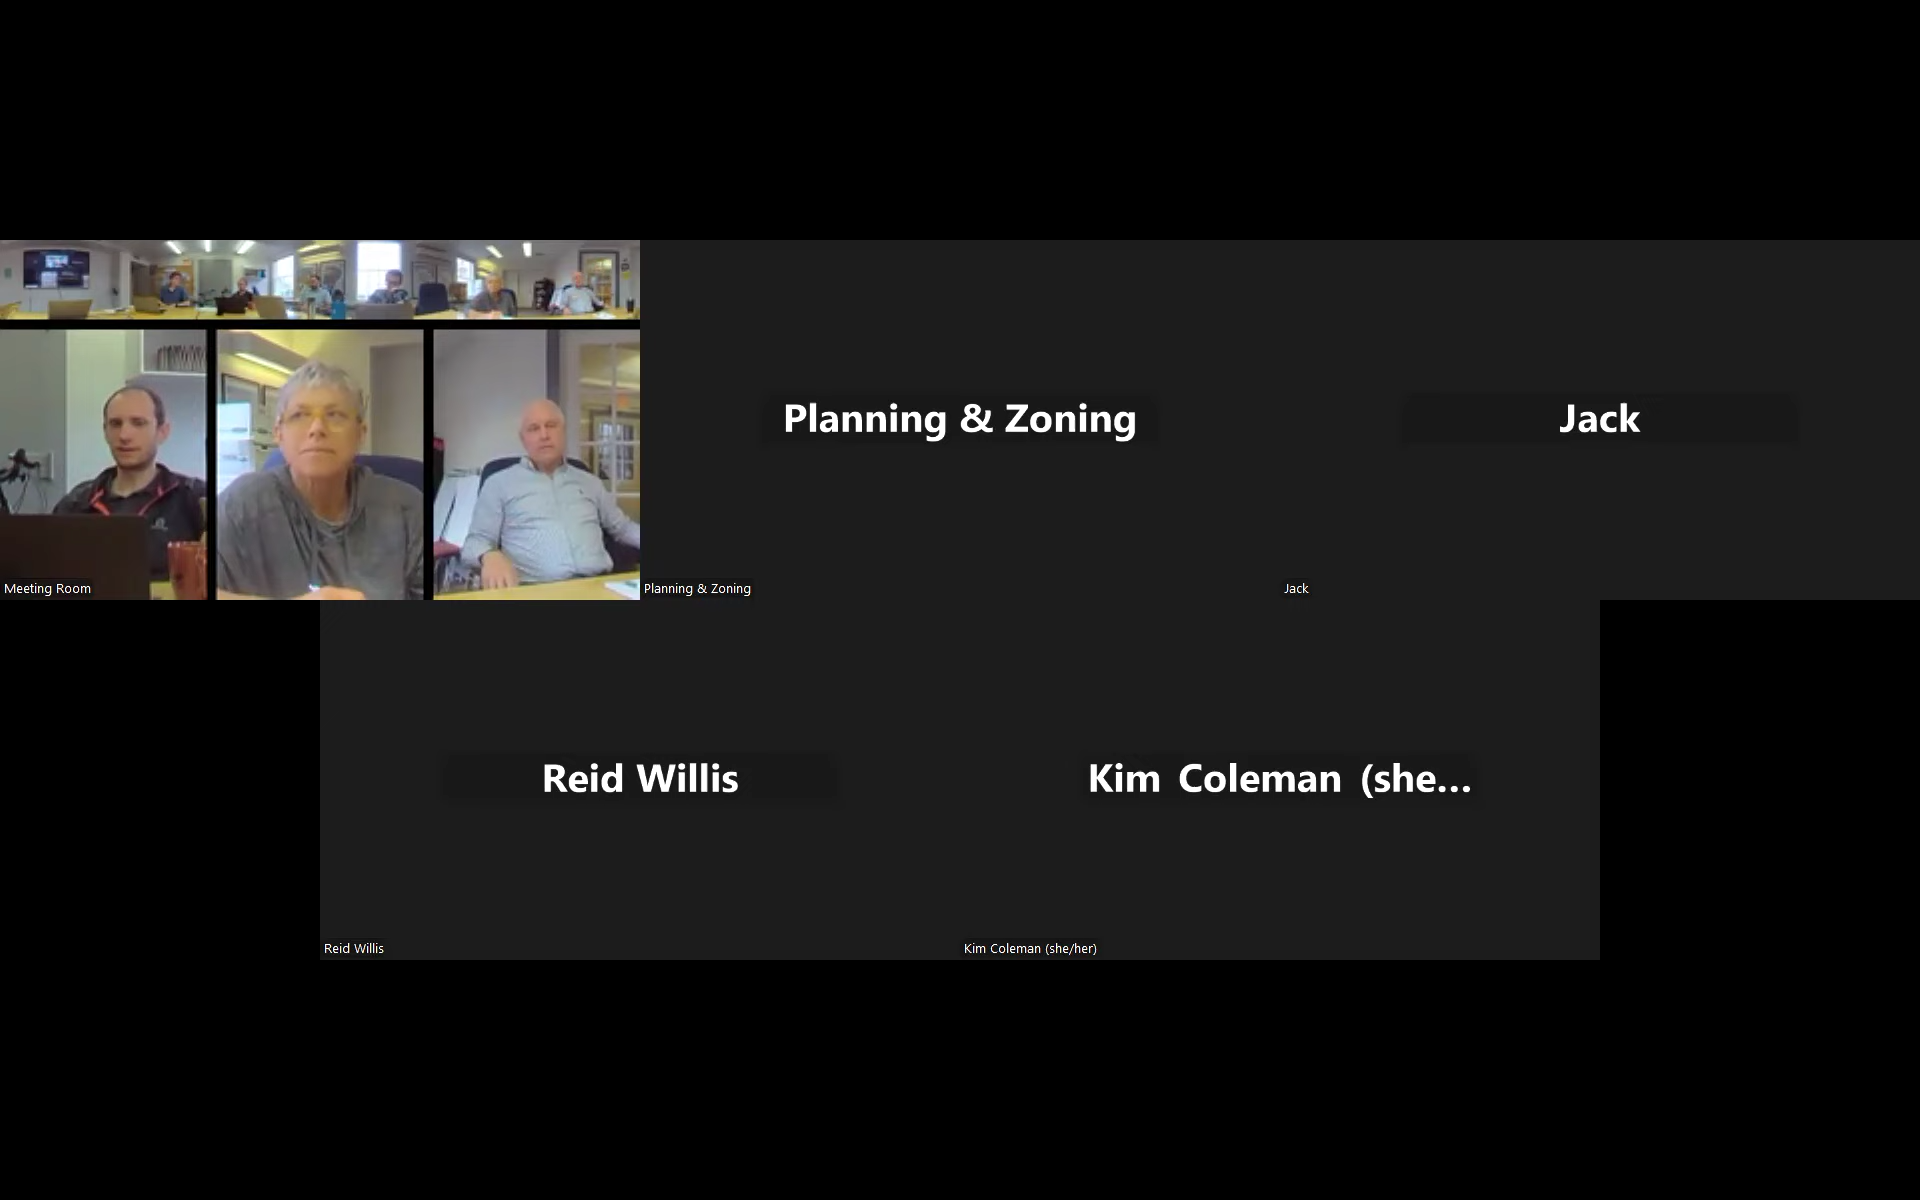 Meeting Room
Planning & Zoning
Planning & Zoning
Jack
Jack
Reid Willis
Reid Willis
Kim Coleman (she...
Kim Coleman (she/her)